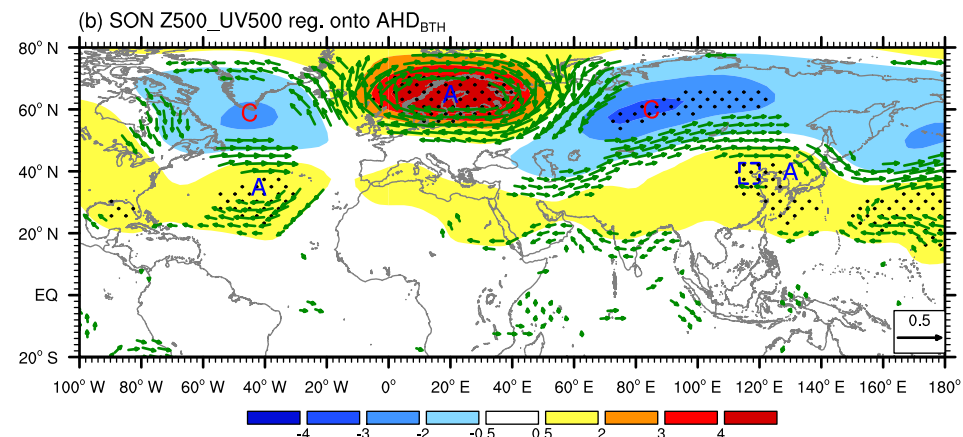 (b) SON Z500_UV500 reg. onto AHD_BTH
80° N
60° N
40° N
20° N
EQ
20° S
A
C
C
A
A
0.5
100° W 80° W 60° W 40° W 20° W 0° 20° E 40° E 60° E 80° E 100° E 120° E 140° E 160° E 180°
-4 -3 -2 -0.5 0.5 2 3 4